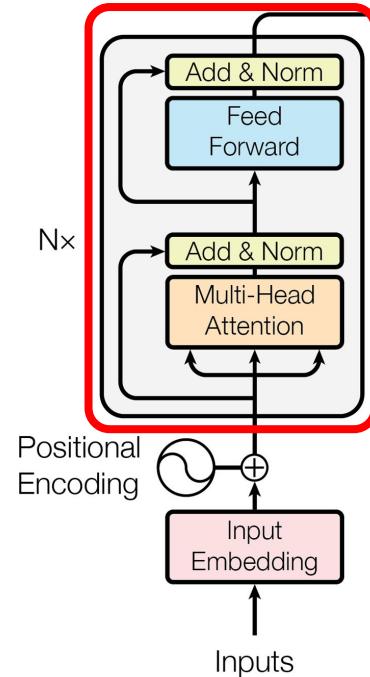 Add & Norm
Feed
Forward
N×
Add & Norm
Multi-Head
Attention
Positional
Encoding
Input
Embedding
Inputs